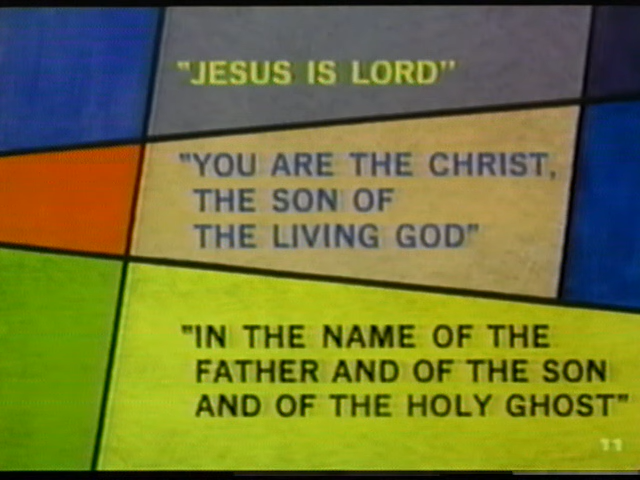 "JESUS IS LORD"
"YOU ARE THE CHRIST,
THE SON OF
THE LIVING GOD"
"IN THE NAME OF THE
FATHER AND OF THE SON
AND OF THE HOLY GHOST"
11